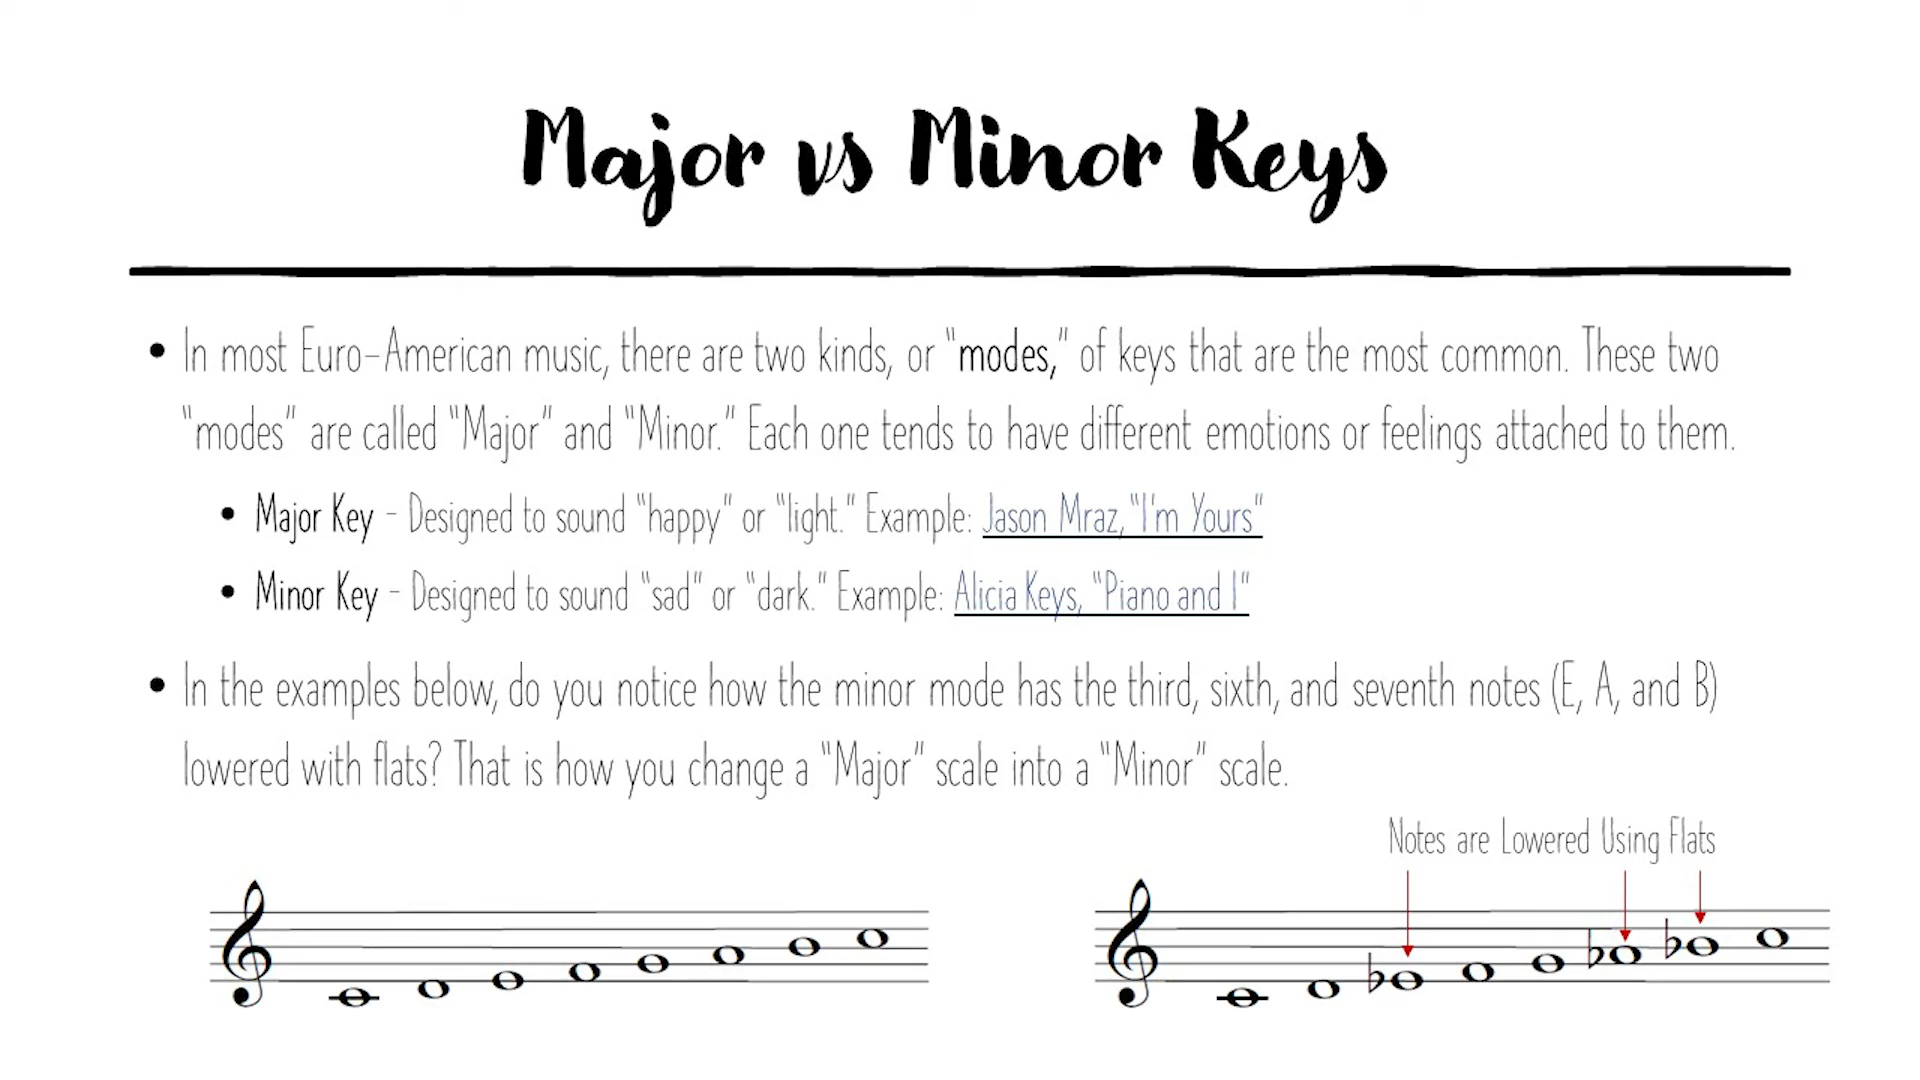 Major vs Minor Keys
• In most Euro-American music, there are two kinds, or "modes," of keys that are the most common. These two
"modes" are called "Major" and "Minor." Each one tends to have different emotions or feelings attached to them.
• Major Key - Designed to sound "happy" or "light." Example: Jason Mraz, "I'm Yours"
• Minor Key - Designed to sound "sad" or "dark." Example: Alicia Keys, "Piano and I"
• In the examples below, do you notice how the minor mode has the third, sixth, and seventh notes (E, A, and B)
lowered with flats? That is how you change a "Major" scale into a "Minor" scale.
Notes are Lowered Using Flats